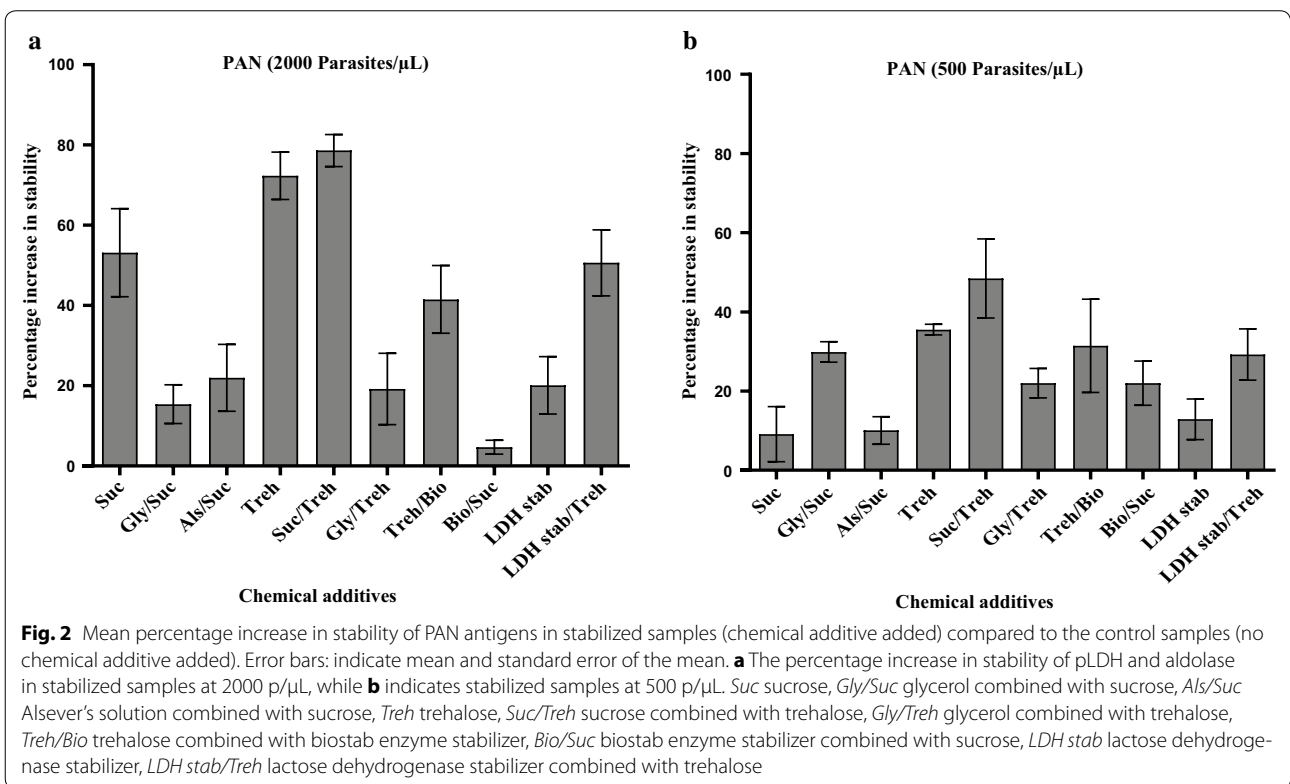 a
PAN (2000 Parasites/µL)
Percentage increase in stability
100
80
60
40
20
0
Suc
Gly/Suc
Als/Suc
Treh
Suc/Treh
Gly/Treh
Treh/Bio
Bio/Suc
LDH stab
LDH stab/Treh
Chemical additives
b
PAN (500 Parasites/µL)
Percentage increase in stability
100
80
60
40
20
0
Suc
Gly/Suc
Als/Suc
Treh
Suc/Treh
Gly/Treh
Treh/Bio
Bio/Suc
LDH stab
LDH stab/Treh
Chemical additives
Fig. 2 Mean percentage increase in stability of PAN antigens in stabilized samples (chemical additive added) compared to the control samples (no
chemical additive added). Error bars: indicate mean and standard error of the mean. a The percentage increase in stability of pLDH and aldolase
in stabilized samples at 2000 p/µL, while b indicates stabilized samples at 500 p/µL. Suc sucrose, Gly/Suc glycerol combined with sucrose, Als/Suc
Alsever's solution combined with sucrose, Treh trehalose, Suc/Treh sucrose combined with trehalose, Gly/Treh glycerol combined with trehalose,
Treh/Bio trehalose combined with biostab enzyme stabilizer, Bio/Suc biostab enzyme stabilizer combined with sucrose, LDH stab lactose dehydroge-
nase stabilizer, LDH stab/Treh lactose dehydrogenase stabilizer combined with trehalose